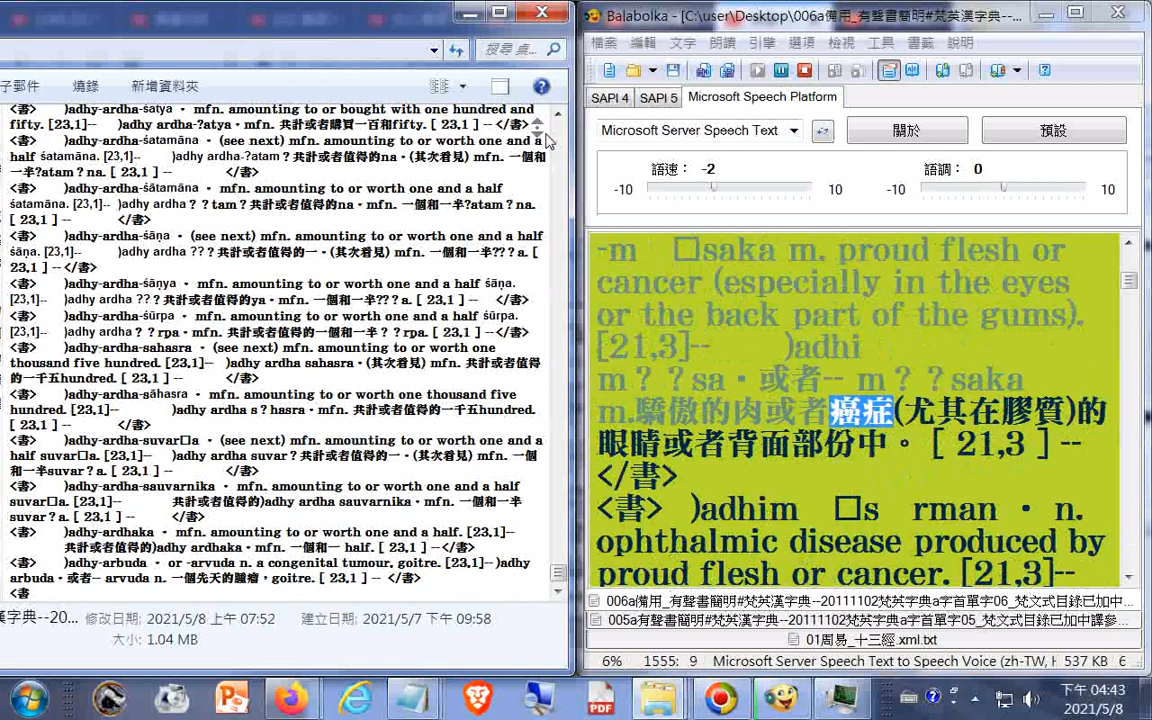 搜尋 桌...
子郵件 燒錄 新增資料夾
<書> )adhy-ardha-śatya‧mfn. amounting to or bought with one hundred and
fifty. [23,1]-- )adhy ardha-?atya‧mfn. 共計或者購買一百和fifty. [ 23,1 ] --</書>
<書> )adhy-ardha-śatamāna‧(see next) mfn. amounting to or worth one and a
half śatamāna. [23,1]-- )adhy ardha-?atam？共計或者值得的na‧(其次看見) mfn. 一個和
一半?atam？na. [ 23,1 ] -- </書>
<書> )adhy-ardha-śātamāna‧mfn. amounting to or worth one and a half
śatamāna. [23,1]-- )adhy ardha？？tam？共計或者值得的na‧mfn. 一個和一半?atam？na.
[ 23,1 ] -- </書>
<書> )adhy-ardha-śāṇa‧(see next) mfn. amounting to or worth one and a half
śāṇa. [23,1]-- )adhy ardha ??？共計或者值得的一‧(其次看見) mfn. 一個和一半???a. [
23,1 ] --</書>
<書> )adhy-ardha-śāṇya‧mfn. amounting to or worth one and a half śāṇa.
[23,1]-- )adhy ardha ??？共計或者值得的ya‧mfn. 一個和一半???a. [ 23,1 ] --</書>
<書> )adhy-ardha-śūrpa‧mfn. amounting to or worth one and a half śūrpa.
[23,1]-- )adhy ardha？？rpa‧mfn. 共計或者值得的一個和一半？？rpa. [ 23,1 ] --</書>
<書> )adhy-ardha-sahasra‧(see next) mfn. amounting to or worth one
thousand five hundred. [23,1]-- )adhy ardha sahasra‧(其次看見) mfn. 共計或者值得
的一千五hundred. [ 23,1 ] -- </書>
<書> )adhy-ardha-sāhasra‧mfn. amounting to or worth one thousand five
hundred. [23,1]-- )adhy ardha s？hasra‧mfn. 共計或者值得的一千五hundred.
[ 23,1 ] -- </書>
<書> )adhy-ardha-suvar□a‧(see next) mfn. amounting to or worth one and a
half suvar□a. [23,1]-- )adhy ardha suvar？a‧mfn. 共計或者值得的一‧(其次看見) mfn. 一個
和一半suvar？a. [ 23,1 ] -- </書>
<書> )adhy-ardha-sauvarnika‧mfn. amounting to or worth one and a half
suvar□a. [23,1]-- 共計或者值得的)adhy ardha sauvarnika‧mfn. 一個和一半
suvar？a. [ 23,1 ] -- </書>
<書> )adhy-ardhaka‧mfn. amounting to or worth one and a half. [23,1]--
共計或者值得的)adhy ardhaka‧mfn. 一個和一 half. [ 23,1 ] --</書>
<書> )adhy-arbuda‧or -arvuda n. a congenital tumour, goitre. [23,1]--)adhy
arbuda‧或者-- arvuda n. 一個先天的腫瘤，goitre. [ 23,1 ] --</書>
<書
漢字典--20... 修改日期: 2021/5/8 上午 07:52 建立日期: 2021/5/7 下午 09:58
大小: 1.04 MB
Balabolka - [C:\user\Desktop\006a備用_有聲書簡明#梵英漢字典--...
檔案 編輯 文字 朗讀 引擎 選項 檢視 工具 書籤 說明
SAPI 4 SAPI 5 Microsoft Speech Platform
Microsoft Server Speech Text 關於 預設
語速: -2 語調: 0
-10 10 -10 10
-m □saka m. proud flesh or
cancer (especially in the eyes
or the back part of the gums).
[21,3]-- )adhi
m？？sa‧或者-- m？？saka
m.驕傲的肉或者癌症(尤其在膠質)的
眼睛或者背面部份中。[ 21,3 ] --
</書>
<書> )adhim □s rman‧n.
ophthalmic disease produced by
proud flesh or cancer. [21,3]--
006a備用_有聲書簡明#梵英漢字典--20111102梵英字典a字首單字06_梵文式目錄已加中...
005a有聲書簡明#梵英漢字典--20111102梵英字典a字首單字05_梵文式目錄已加中譯參...
01周易_十三經.xml.txt
6% 1555: 9 Microsoft Server Speech Text to Speech Voice (zh-TW, H 537 KB 6
PDF
下午 04:43
2021/5/8